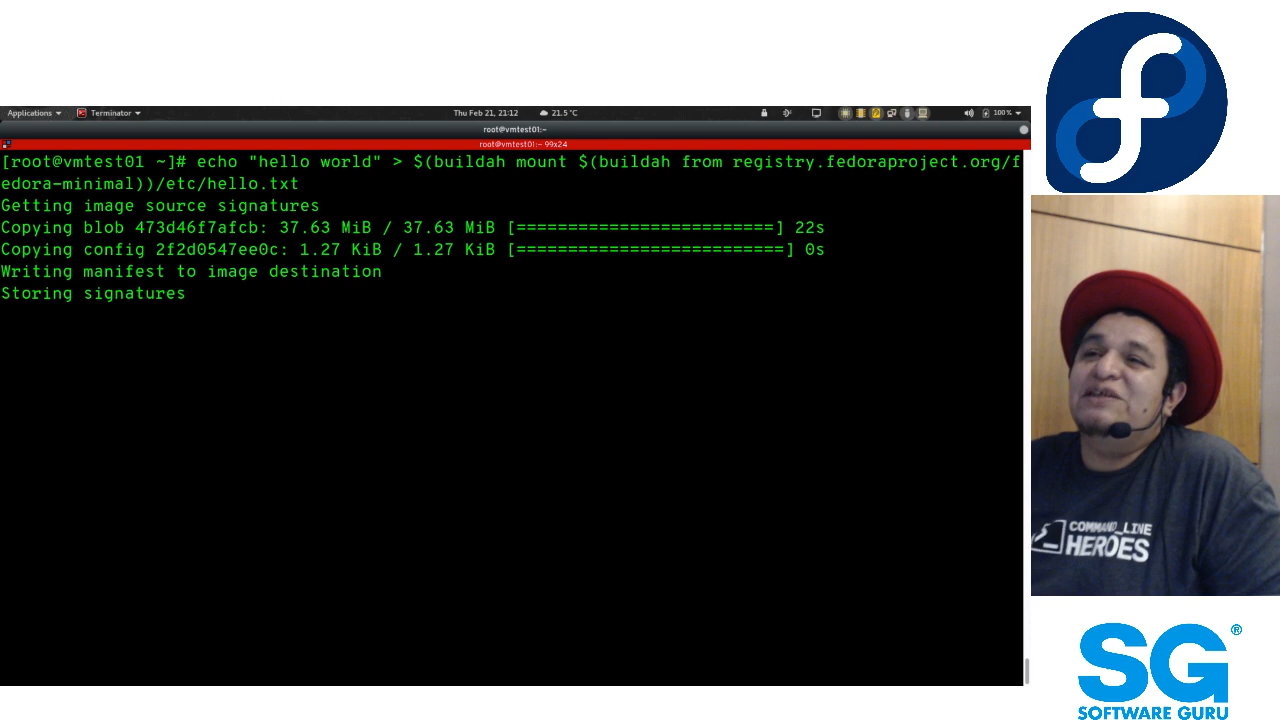 Applications
Terminator
Thu Feb 21, 21:12
21.5 °C
100 %
root@vmtest01:~
root@vmtest01:~ 99x24
[root@vmtest01 ~]# echo "hello world" > $(buildah mount $(buildah from registry.fedoraproject.org/f
edora-minimal))/etc/hello.txt
Getting image source signatures
Copying blob 473d46f7afcb: 37.63 MiB / 37.63 MiB [=========================] 22s
Copying config 2f2d0547ee0c: 1.27 KiB / 1.27 KiB [==========================] 0s
Writing manifest to image destination
Storing signatures
COMMAND_LINE
HEROES
SG®
SOFTWARE GURU